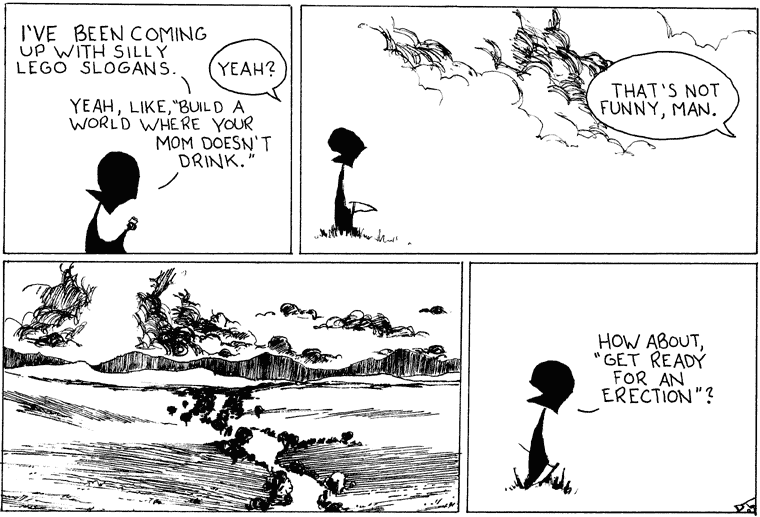 I'VE BEEN COMING
UP WITH SILLY
LEGO SLOGANS.
YEAH?
YEAH, LIKE, "BUILD A
WORLD WHERE YOUR
MOM DOESN'T
DRINK."
THAT'S NOT
FUNNY, MAN.
HOW ABOUT,
"GET READY
FOR AN
ERECTION"?